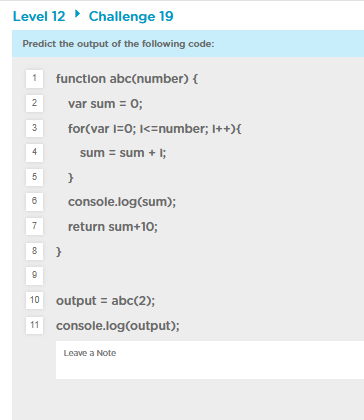 Level 12 ▸ Challenge 19
Predict the output of the following code:
1 function abc(number) {
2 var sum = 0;
3 for(var i=0; i<=number; i++){
4 sum = sum + i;
5 }
6 console.log(sum);
7 return sum+10;
8 }
9
10 output = abc(2);
11 console.log(output);
Leave a Note